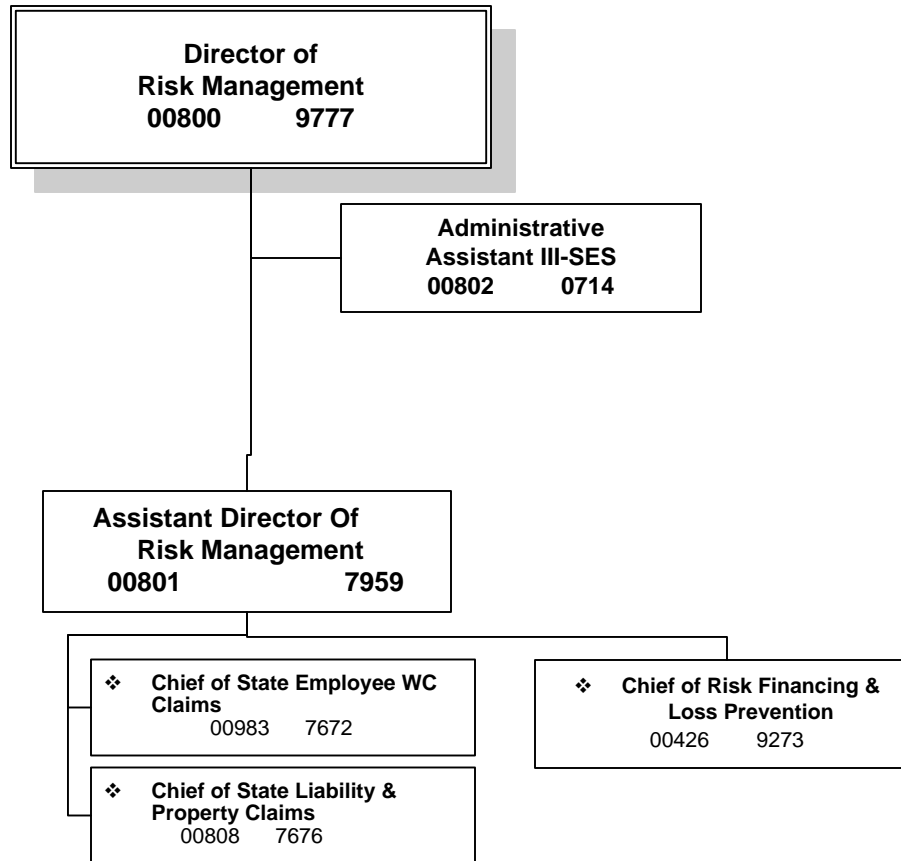 Director of
Risk Management
00800 9777
Administrative
Assistant III-SES
00802 0714
Assistant Director Of
Risk Management
00801 7959
❖ Chief of State Employee WC
Claims
00983 7672
❖ Chief of State Liability &
Property Claims
00808 7676
❖ Chief of Risk Financing &
Loss Prevention
00426 9273